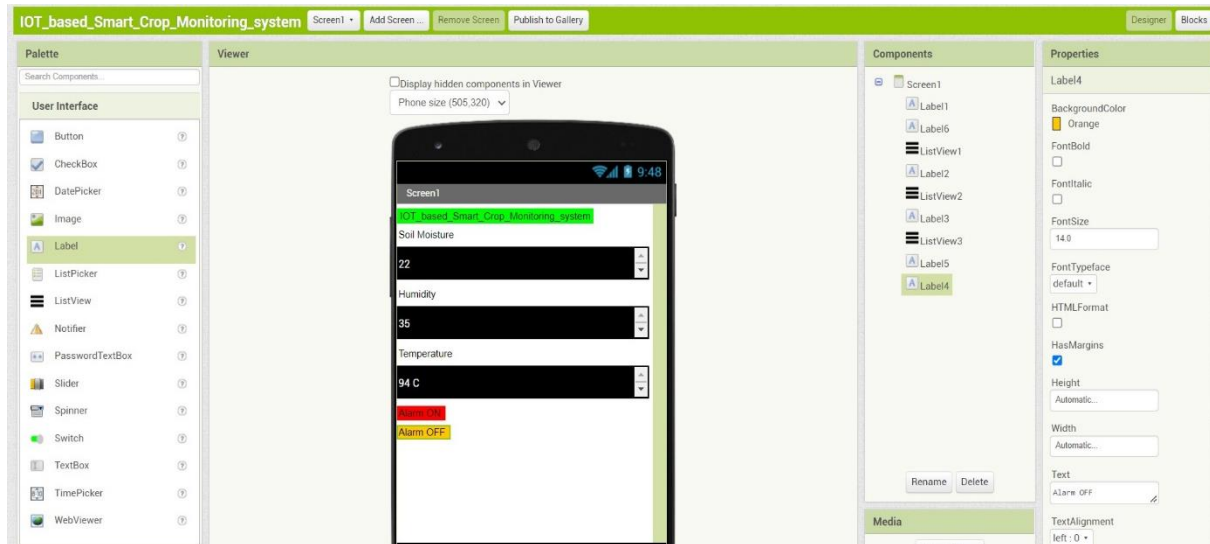 IOT_based_Smart_Crop_Monitoring_system Screen1 Add Screen ... Remove Screen Publish to Gallery Designer Blocks
Palette
Search Components...
User Interface
Button
CheckBox
DatePicker
Image
Label
ListPicker
ListView
Notifier
PasswordTextBox
Slider
Spinner
Switch
TextBox
TimePicker
WebViewer
Viewer
Display hidden components in Viewer
Phone size (505,320)
9:48
Screen1
IOT_based_Smart_Crop_Monitoring_system
Soil Moisture
22
Humidity
35
Temperature
94 C
Alarm ON
Alarm OFF
Components
Screen1
Label1
Label6
ListView1
Label2
ListView2
Label3
ListView3
Label5
Label4
Rename Delete
Media
Properties
Label4
BackgroundColor
Orange
FontBold
FontItalic
FontSize
14.0
FontTypeface
default
HTMLFormat
HasMargins
Height
Automatic...
Width
Automatic...
Text
Alarm OFF
TextAlignment
left : 0